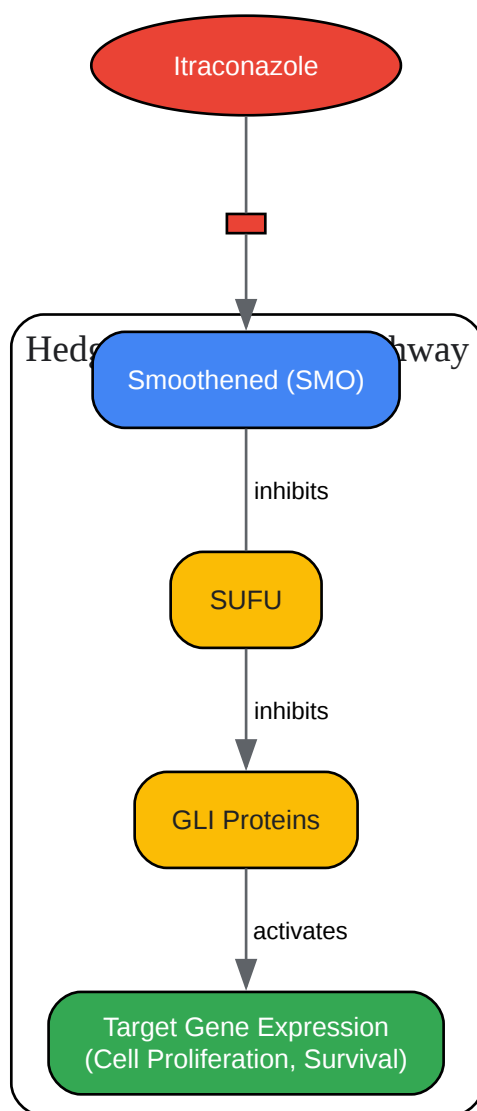 Itraconazole
Hedg hway
Smoothened (SMO)
inhibits
SUFU
inhibits
GLI Proteins
activates
Target Gene Expression
(Cell Proliferation, Survival)